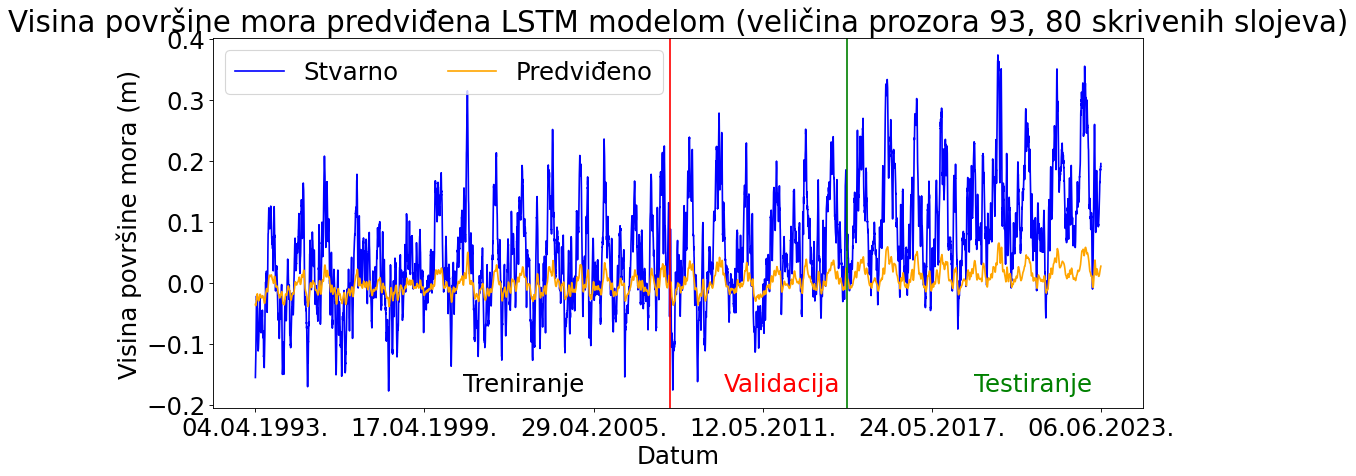 Visina površine mora predviđena LSTM modelom (veličina prozora 93, 80 skrivenih slojeva)
Stvarno
Predviđeno
0.4
0.3
0.2
0.1
0.0
−0.1
−0.2
Visina površine mora (m)
Treniranje
Validacija
Testiranje
04.04.1993.
17.04.1999.
29.04.2005.
12.05.2011.
24.05.2017.
06.06.2023.
Datum